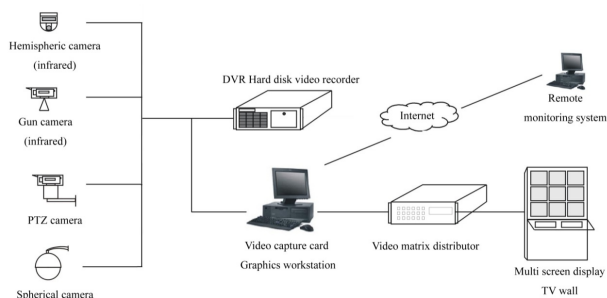 Hemispheric camera
(infrared)
Gun camera
(infrared)
PTZ camera
Spherical camera
DVR Hard disk video recorder
Internet
Remote
monitoring system
Video capture card
Graphics workstation
Video matrix distributor
Multi screen display
TV wall